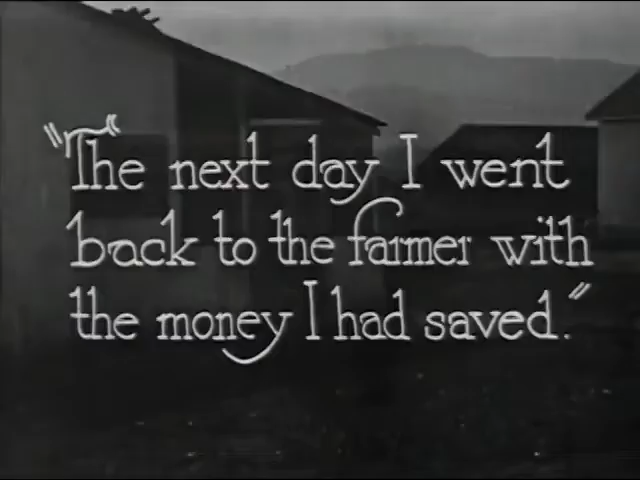 "The next day I went
back to the farmer with
the money I had saved."